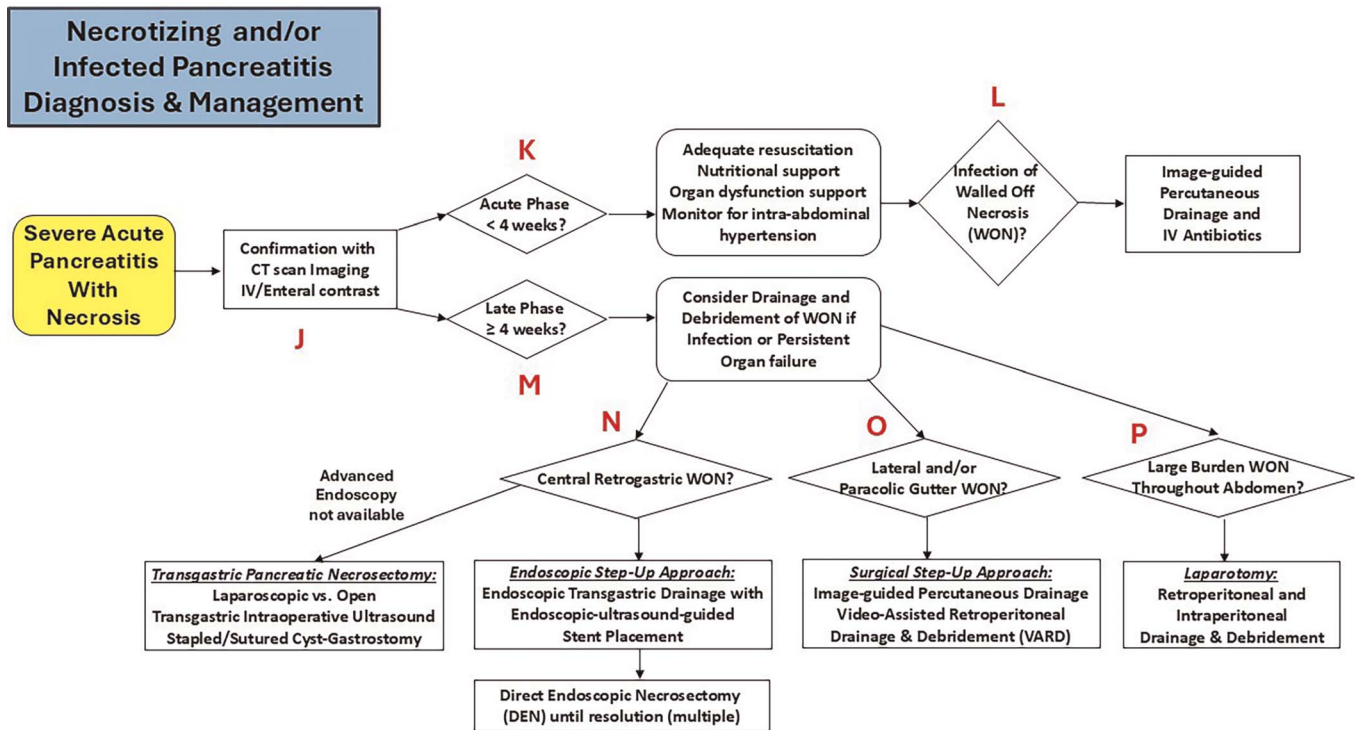 Necrotizing and/or
Infected Pancreatitis
Diagnosis & Management
Severe Acute
Pancreatitis
With
Necrosis
Confirmation with
CT scan Imaging
IV/Enteral contrast
J
K
Acute Phase
< 4 weeks?
Adequate resuscitation
Nutritional support
Organ dysfunction support
Monitor for intra-abdominal
hypertension
L
Infection of
Walled Off
Necrosis
(WON)?
Image-guided
Percutaneous
Drainage and
IV Antibiotics
Late Phase
≥ 4 weeks?
M
Consider Drainage and
Debridement of WON if
Infection or Persistent
Organ failure
N
Central Retrogastric WON?
O
Lateral and/or
Paracolic Gutter WON?
P
Large Burden WON
Throughout Abdomen?
Advanced
Endoscopy
not available
Transgastric Pancreatic Necrosectomy:
Laparoscopic vs. Open
Transgastric Intraoperative Ultrasound
Stapled/Sutured Cyst-Gastrostomy
Endoscopic Step-Up Approach:
Endoscopic Transgastric Drainage with
Endoscopic-ultrasound-guided
Stent Placement
Surgical Step-Up Approach:
Image-guided Percutaneous Drainage
Video-Assisted Retroperitoneal
Drainage & Debridement (VARD)
Laparotomy:
Retroperitoneal and
Intraperitoneal
Drainage & Debridement
Direct Endoscopic Necrosectomy
(DEN) until resolution (multiple)